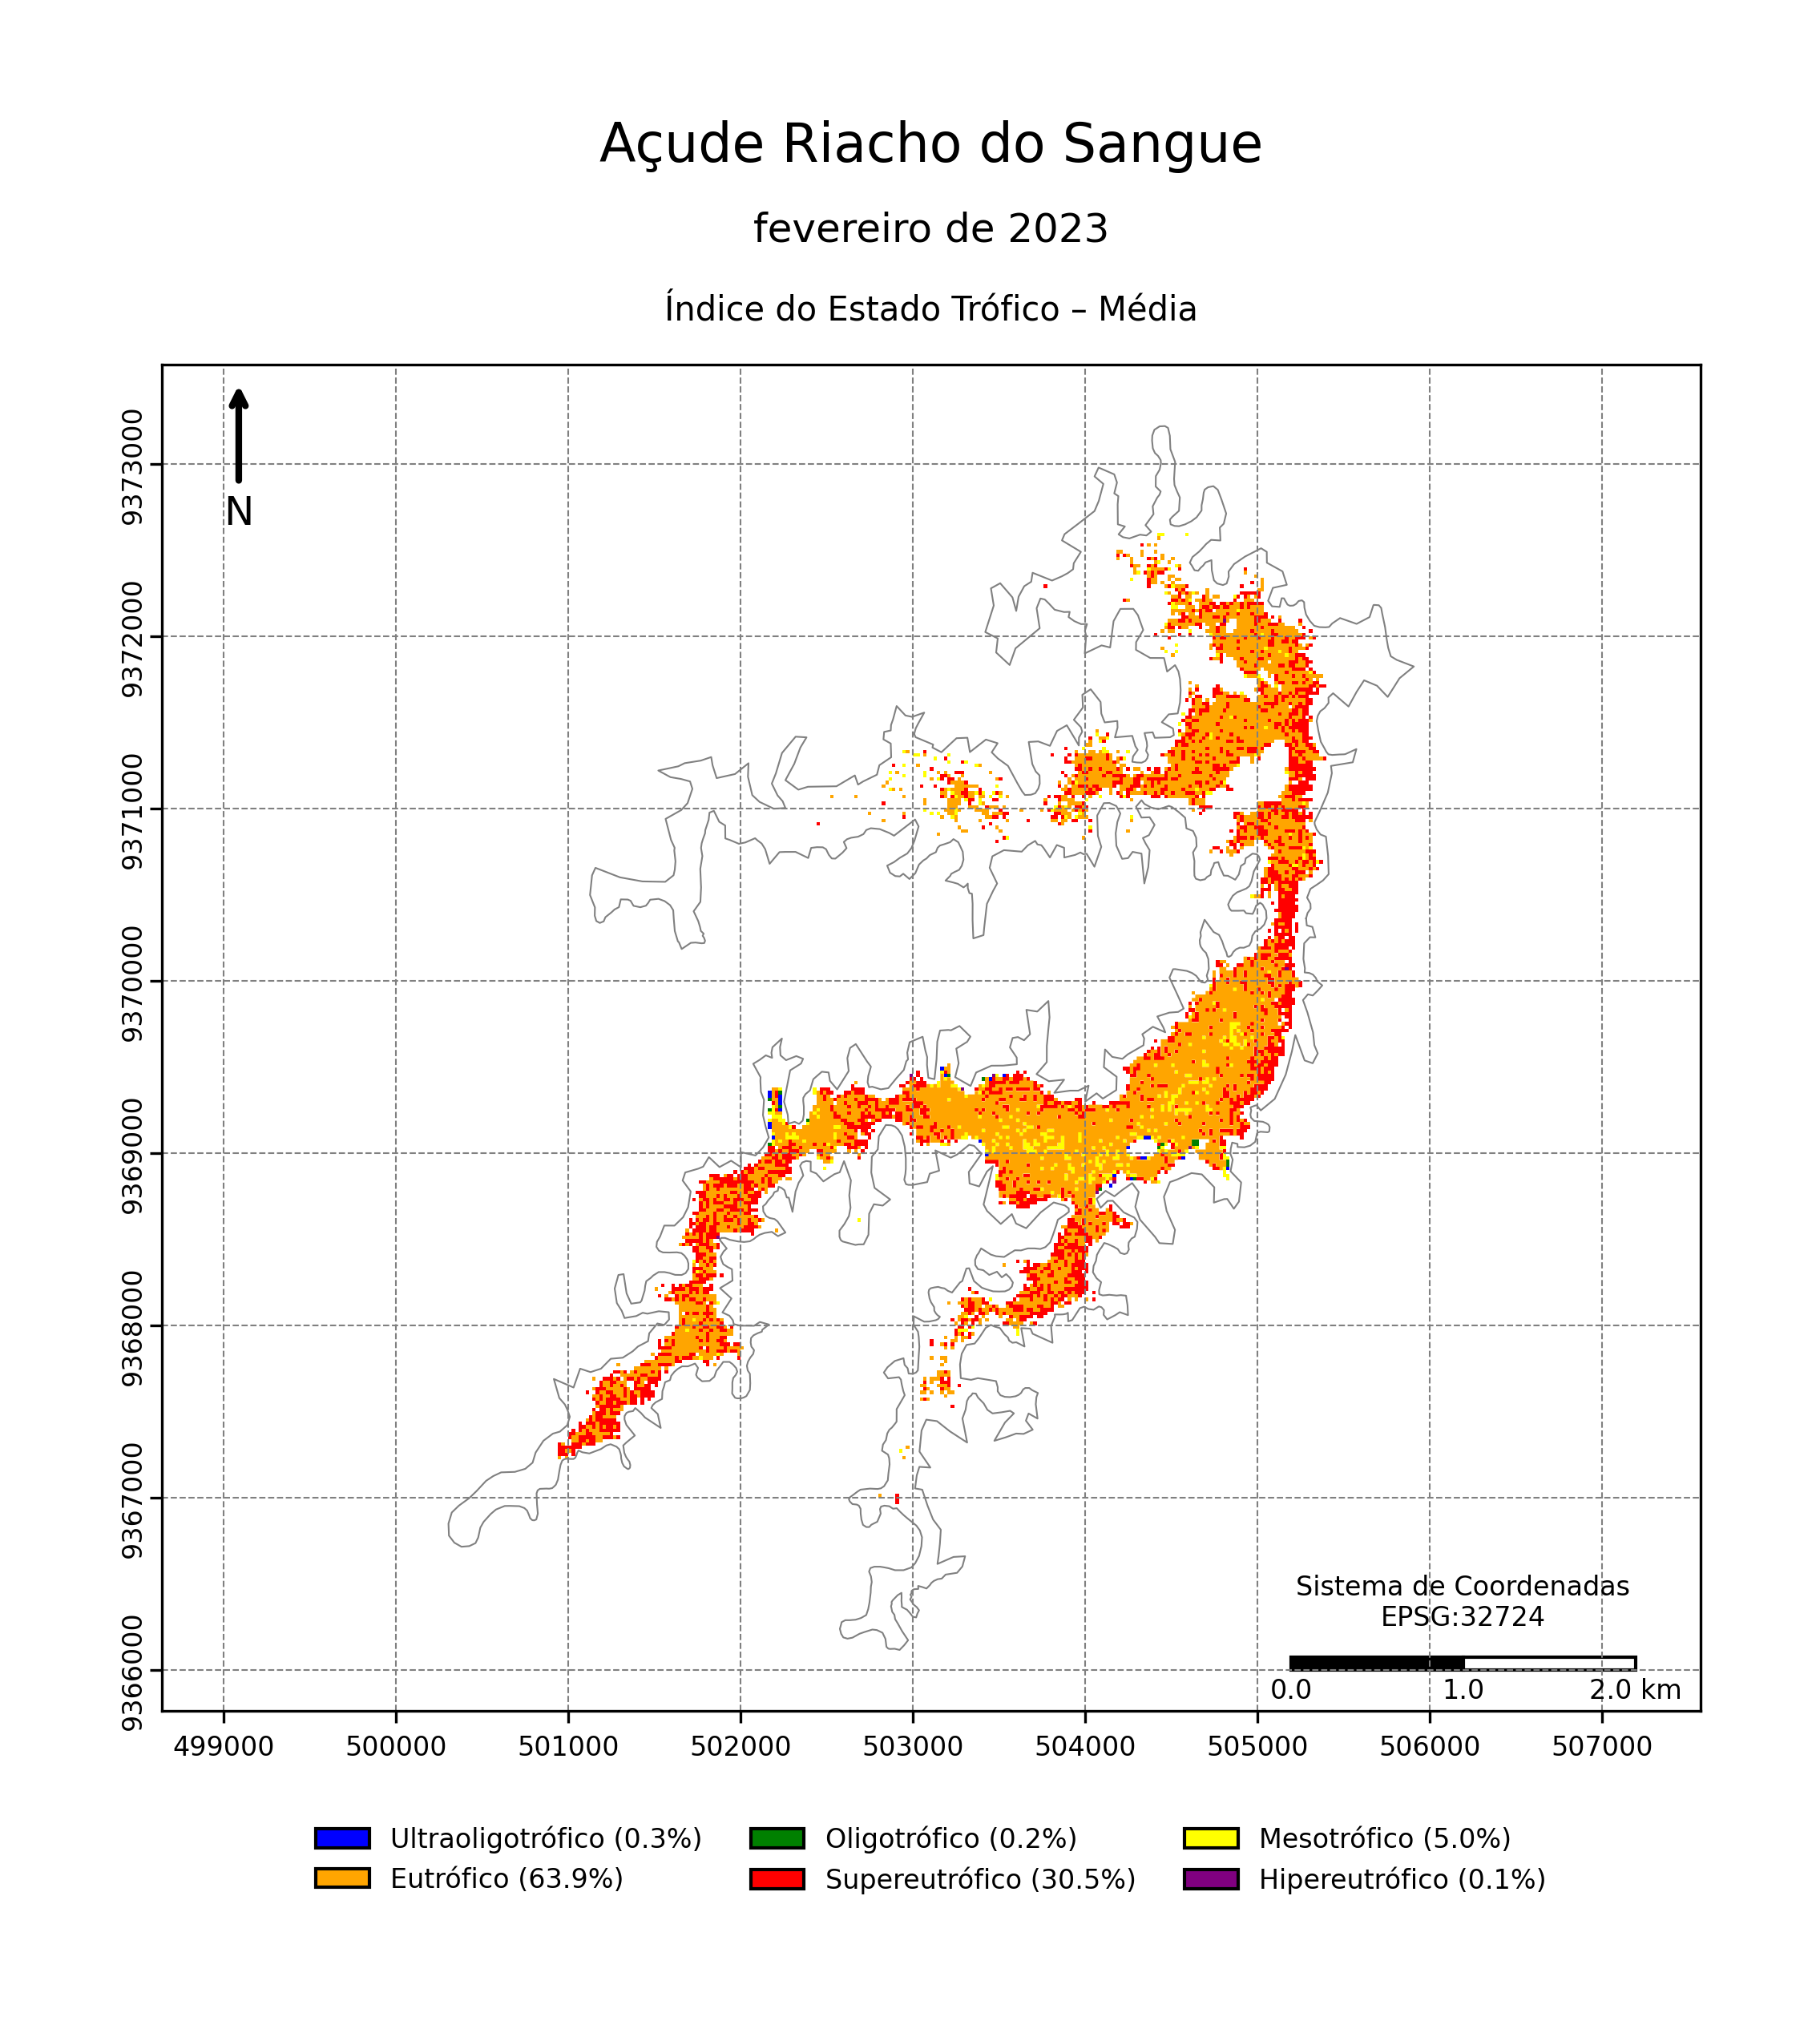 Açude Riacho do Sangue
fevereiro de 2023
Índice do Estado Trófico – Média
N
9373000
9372000
9371000
9370000
9369000
9368000
9367000
9366000
Sistema de Coordenadas
EPSG:32724
0.0 1.0 2.0 km
499000 500000 501000 502000 503000 504000 505000 506000 507000
Ultraoligotrófico (0.3%) Oligotrófico (0.2%) Mesotrófico (5.0%)
Eutrófico (63.9%) Supereutrófico (30.5%) Hipereutrófico (0.1%)